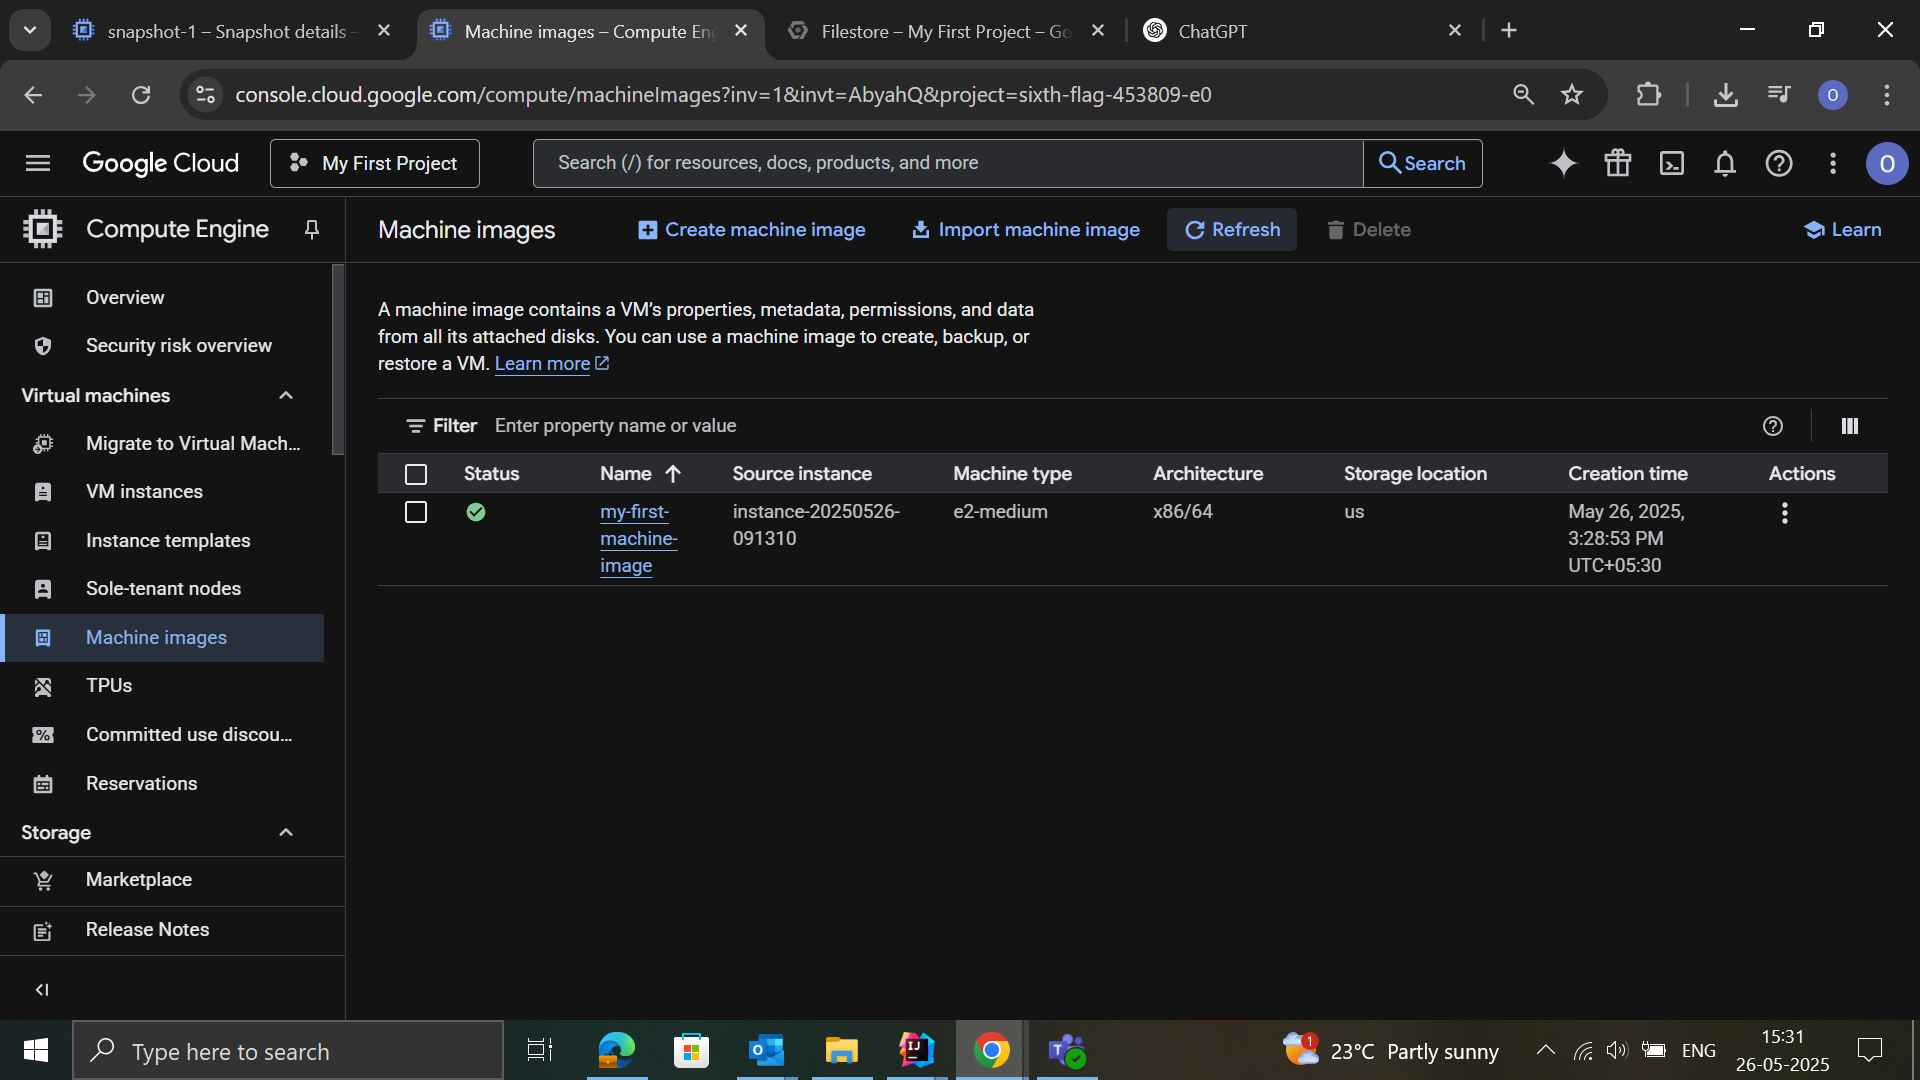 snapshot-1 – Snapshot details –
Machine images – Compute Eng
Filestore – My First Project – Go
ChatGPT
console.cloud.google.com/compute/machineImages?inv=1&invt=AbyahQ&project=sixth-flag-453809-e0
O
Google Cloud
My First Project
Search (/) for resources, docs, products, and more
Search
O
Compute Engine
Machine images
Create machine image
Import machine image
Refresh
Delete
Learn
Overview
Security risk overview
Virtual machines
Migrate to Virtual Mach...
VM instances
Instance templates
Sole-tenant nodes
Machine images
TPUs
Committed use discou...
Reservations
Storage
Marketplace
Release Notes
A machine image contains a VM’s properties, metadata, permissions, and data
from all its attached disks. You can use a machine image to create, backup, or
restore a VM. Learn more
Filter Enter property name or value
Status Name Source instance Machine type Architecture Storage location Creation time Actions
my-first- instance-20250526- e2-medium x86/64 us May 26, 2025,
machine- 091310 3:28:53 PM
image UTC+05:30
Type here to search
1
23°C Partly sunny
ENG
15:31
26-05-2025